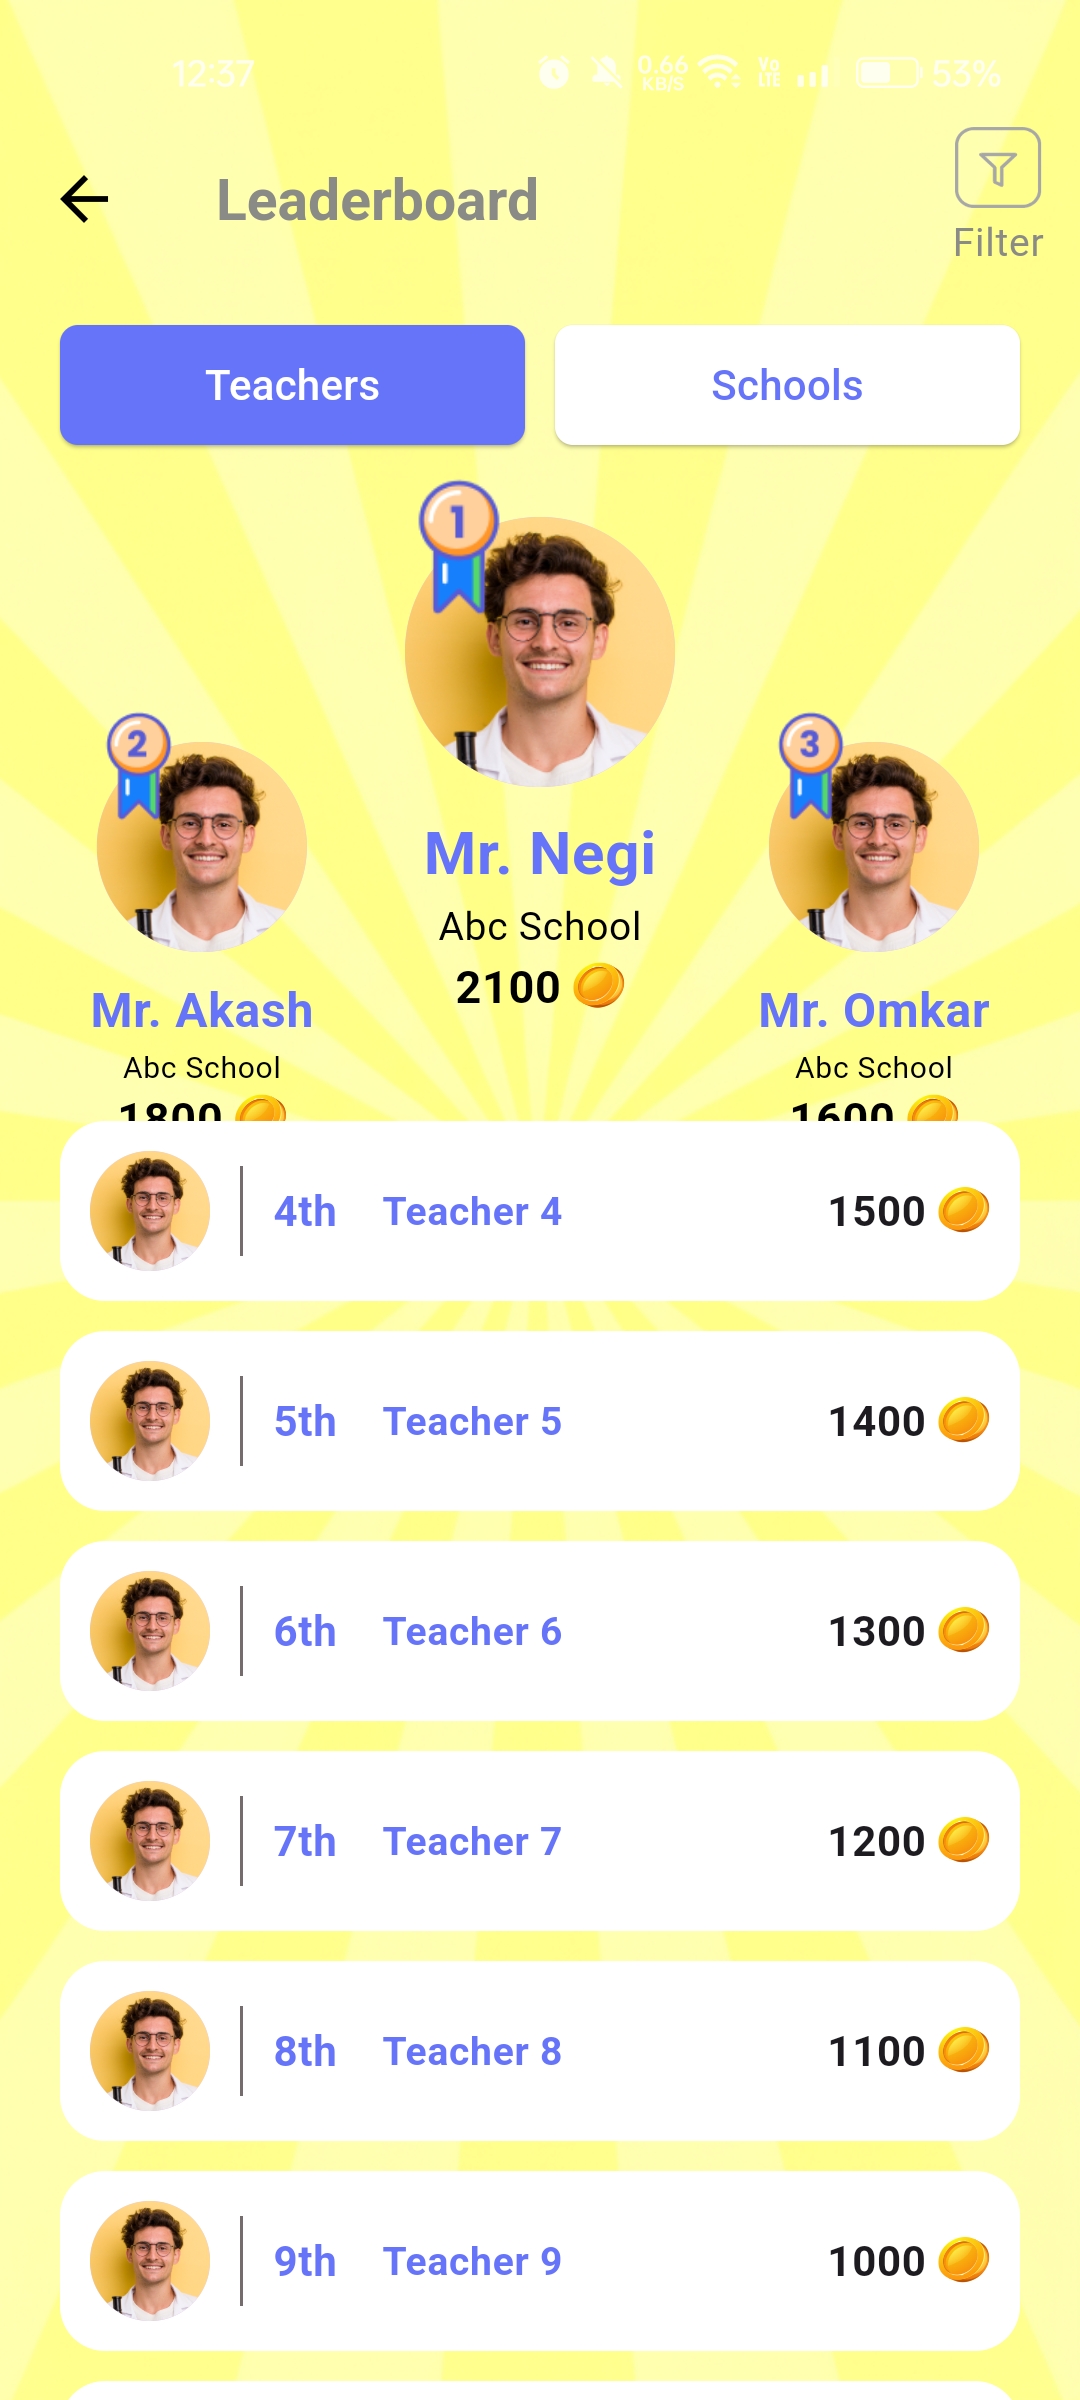 12:37
0.66
KB/S
Vo
LTE
53%
Leaderboard
Filter
Teachers
Schools
1
Mr. Negi
Abc School
2100
2
Mr. Akash
Abc School
1800
3
Mr. Omkar
Abc School
1600
4th Teacher 4 1500
5th Teacher 5 1400
6th Teacher 6 1300
7th Teacher 7 1200
8th Teacher 8 1100
9th Teacher 9 1000